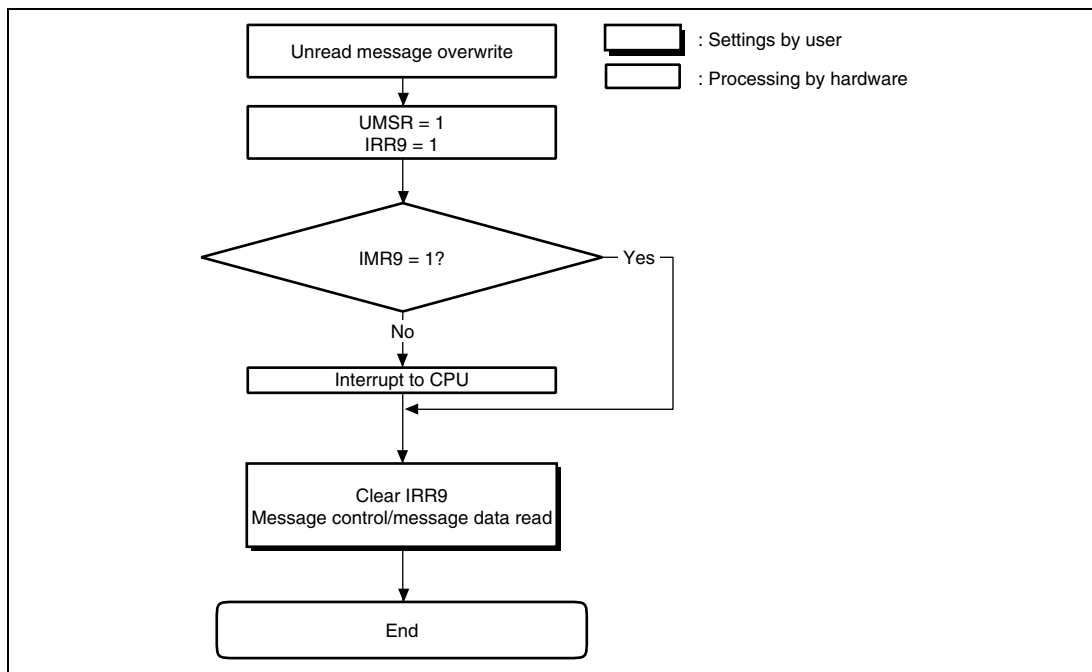 Unread message overwrite
: Settings by user
: Processing by hardware
UMSR = 1
IRR9 = 1
IMR9 = 1?
Yes
No
Interrupt to CPU
Clear IRR9
Message control/message data read
End